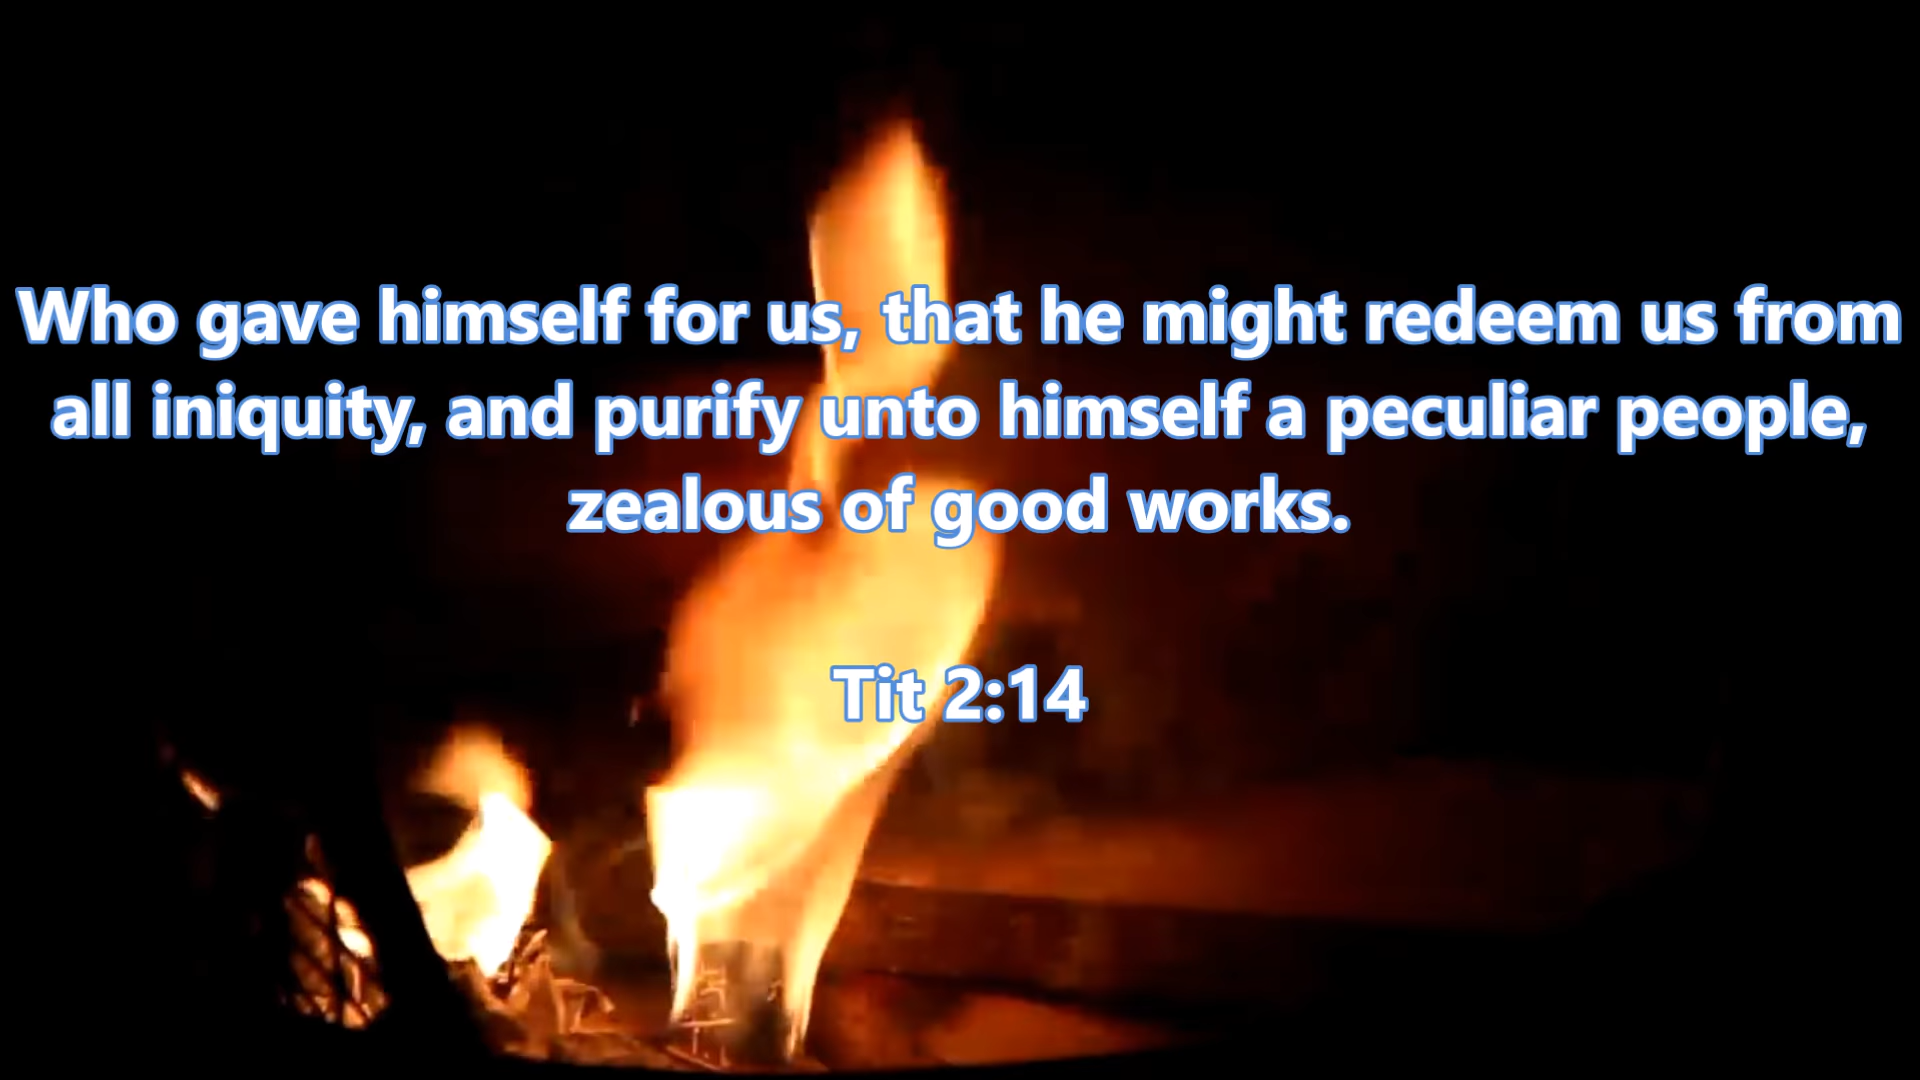 Who gave himself for us, that he might redeem us from
all iniquity, and purify unto himself a peculiar people,
zealous of good works.
Tit 2:14